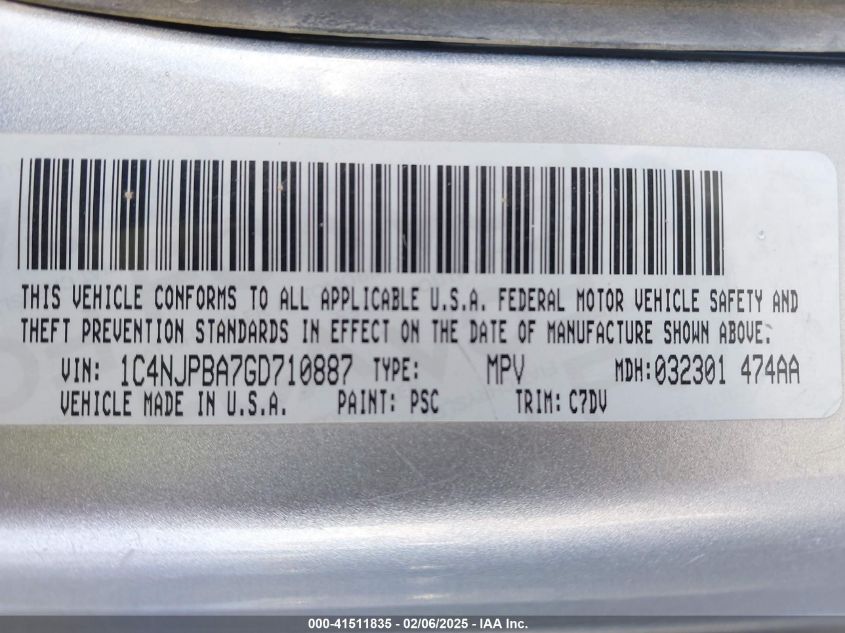 THIS VEHICLE CONFORMS TO ALL APPLICABLE U.S.A. FEDERAL MOTOR VEHICLE SAFETY AND
THEFT PREVENTION STANDARDS IN EFFECT ON THE DATE OF MANUFACTURE SHOWN ABOVE:
VIN: 1C4NJPBA7GD710887 TYPE: MPV MDH:032301 474AA
VEHICLE MADE IN U.S.A. PAINT: PSC TRIM: C7DV
000-41511835 - 02/06/2025 - IAA Inc.